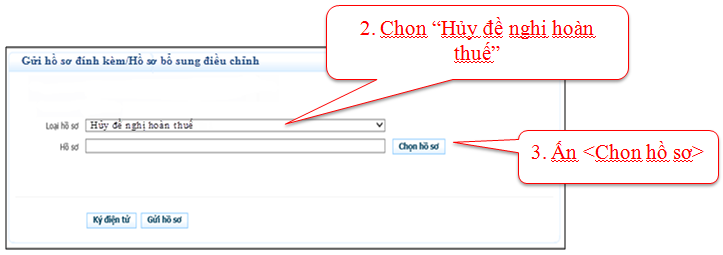 2. Chọn “Hủy đề nghị hoàn
thuế”
Gửi hồ sơ đính kèm/Hồ sơ bổ sung điều chỉnh
Loại hồ sơ Hủy đề nghị hoàn thuế
Hồ sơ Chọn hồ sơ
3. Ấn <Chọn hồ sơ>
Ký điện tử Gửi hồ sơ